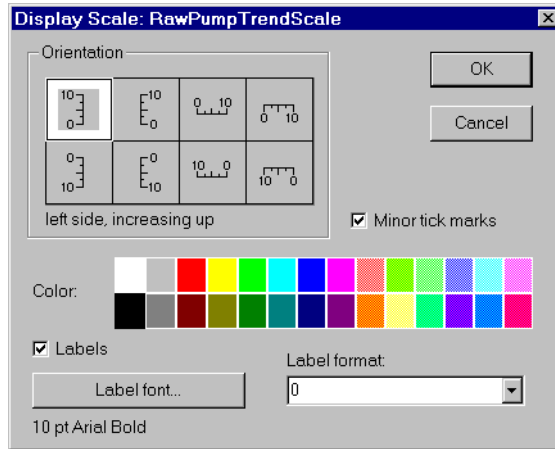 Display Scale: RawPumpTrendScale
Orientation
10 0
10 0
0 10
0 10
0 10
0 10
10 0
10 0
left side, increasing up
OK
Cancel
Minor tick marks
Color:
Labels
Label font...
10 pt Arial Bold
Label format:
0